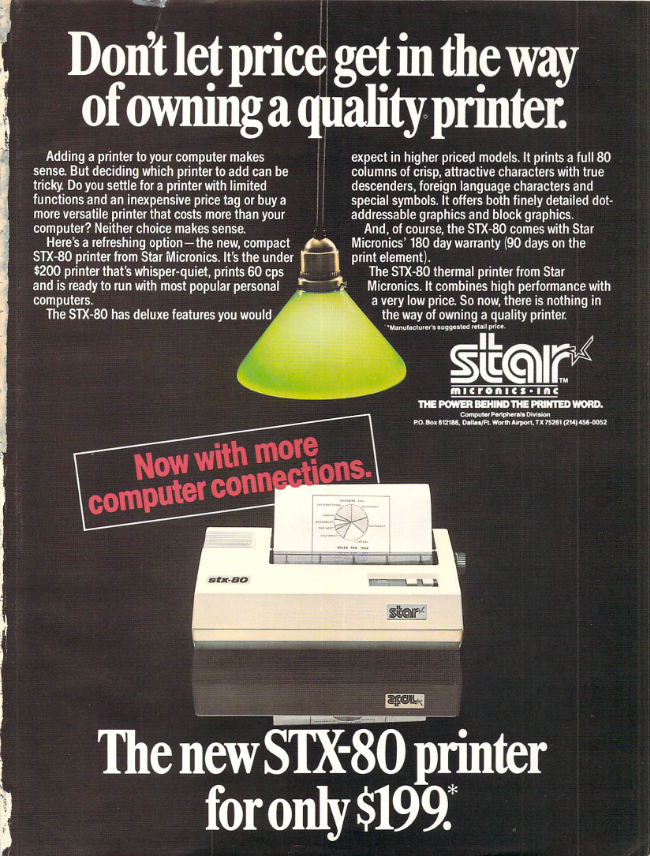 Don't let price get in the way
of owning a quality printer.
Adding a printer to your computer makes
sense. But deciding which printer to add can be
tricky. Do you settle for a printer with limited
functions and an inexpensive price tag or buy a
more versatile printer that costs more than your
computer? Neither choice makes sense.
Here's a refreshing option—the new, compact
STX-80 printer from Star Micronics. It's the under
$200 printer that's whisper-quiet, prints 60 cps
and is ready to run with most popular personal
computers.
The STX-80 has deluxe features you would
expect in higher priced models. It prints a full 80
columns of crisp, attractive characters with true
descenders, foreign language characters and
special symbols. It offers both finely detailed dot-
addressable graphics and block graphics.
And, of course, the STX-80 comes with Star
Micronics' 180 day warranty (90 days on the
print element).
The STX-80 thermal printer from Star
Micronics. It combines high performance with
a very low price. So now, there is nothing in
the way of owning a quality printer.
*Manufacturer's suggested retail price.
star
TM
MICRONICS·INC
THE POWER BEHIND THE PRINTED WORD.
Computer Peripherals Division
P.O. Box 612186, Dallas/Ft. Worth Airport, TX 75261 (214) 456-0052
Now with more
computer connections.
stx-80
star
The new STX-80 printer
for only $199.*